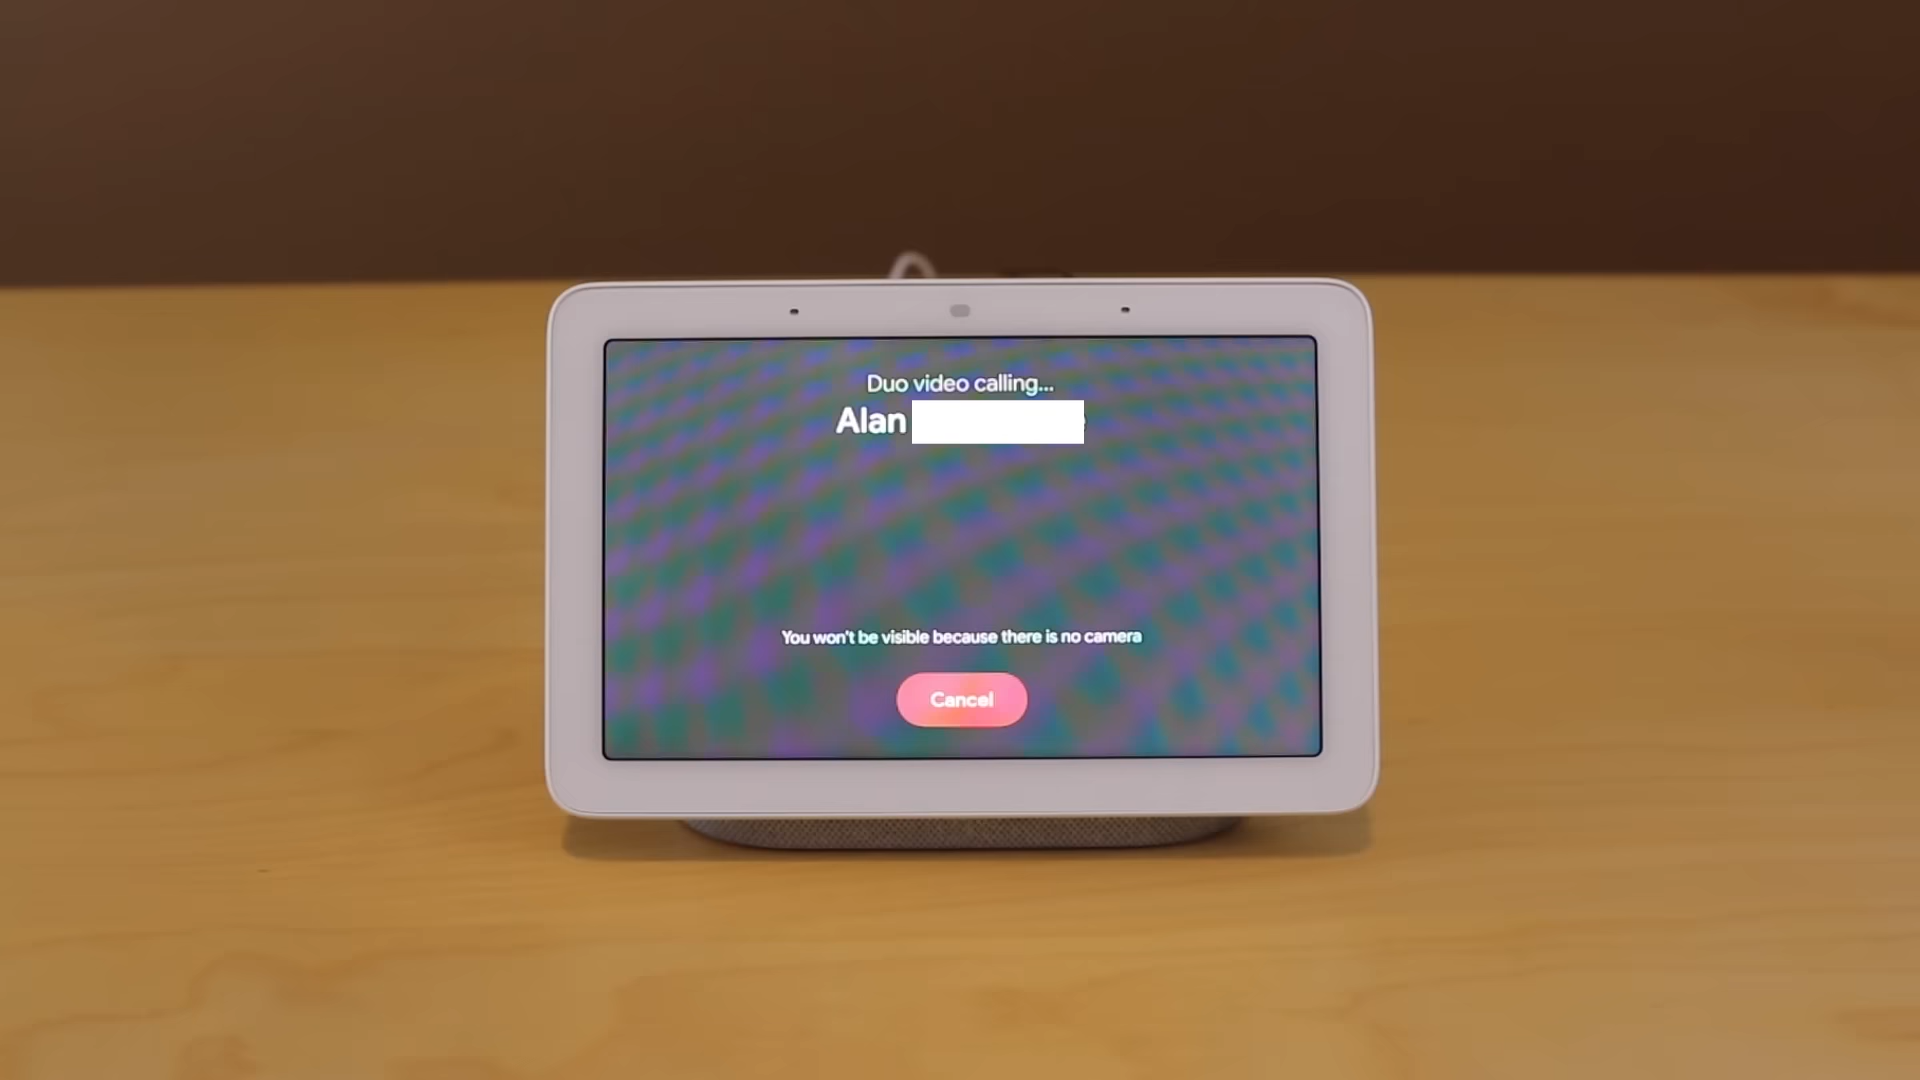 Duo video calling...
Alan
You won't be visible because there is no camera
Cancel